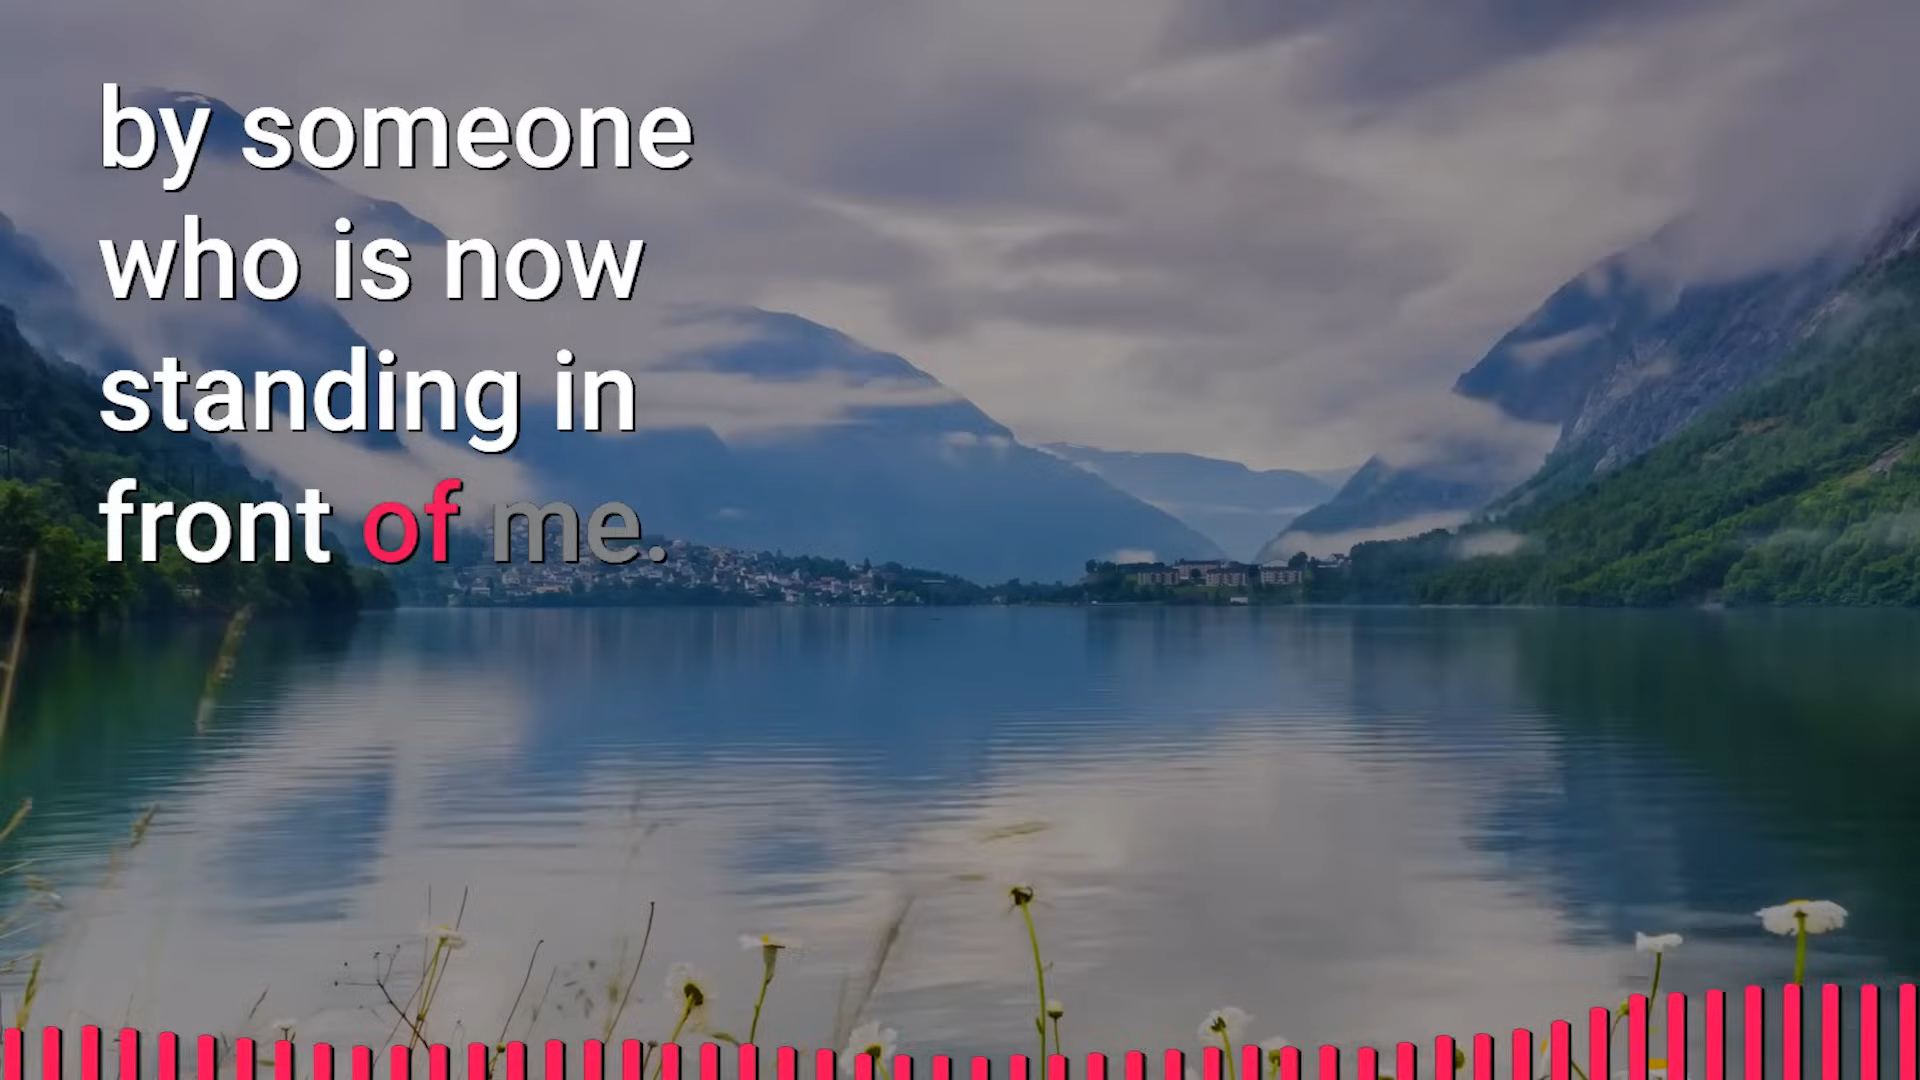 by someone
who is now
standing in
front of me.